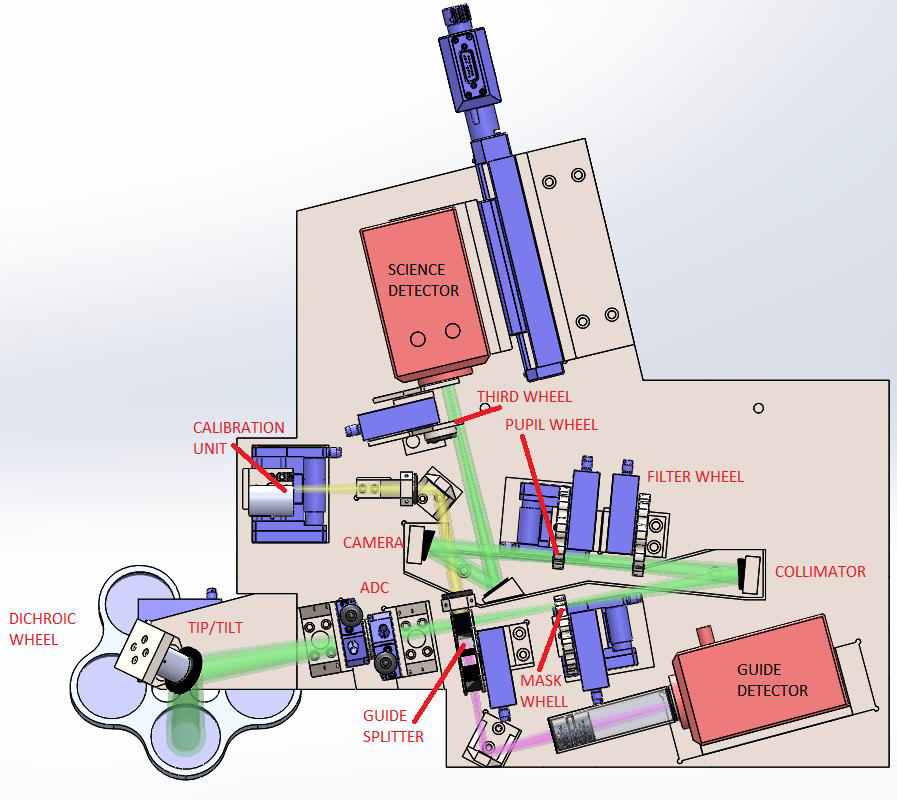 SCIENCE
DETECTOR
THIRD WHEEL
PUPIL WHEEL
CALIBRATION
UNIT
FILTER WHEEL
CAMERA
COLLIMATOR
ADC
DICHROIC
WHEEL
TIP/TILT
MASK
WHELL
GUIDE
DETECTOR
GUIDE
SPLITTER